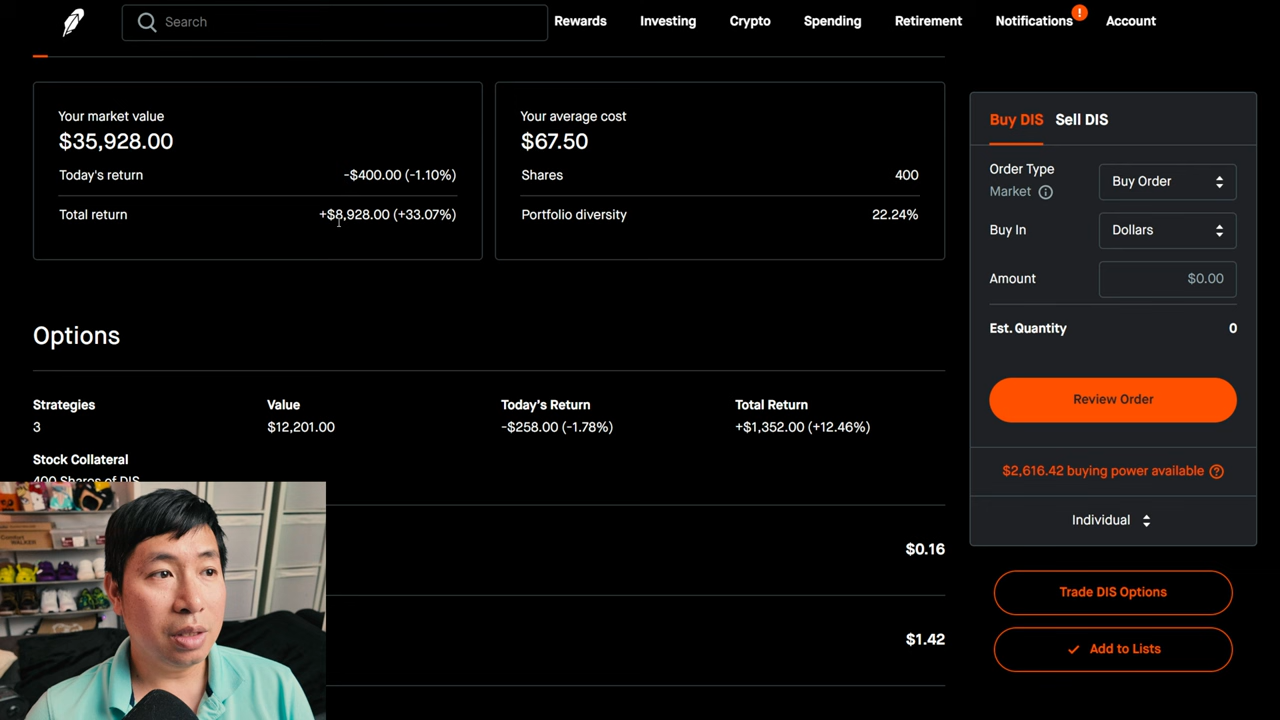 Search
Rewards
Investing
Crypto
Spending
Retirement
Notifications
!
Account
Your market value
$35,928.00
Today's return -$400.00 (-1.10%)
Total return +$8,928.00 (+33.07%)
Your average cost
$67.50
Shares 400
Portfolio diversity 22.24%
Buy DIS Sell DIS
Order Type
Market
Buy Order
Buy In Dollars
Amount $0.00
Est. Quantity 0
Review Order
$2,616.42 buying power available ?
Individual
Trade DIS Options
Add to Lists
Options
Strategies Value Today's Return Total Return
3 $12,201.00 -$258.00 (-1.78%) +$1,352.00 (+12.46%)
Stock Collateral
400 Shares of DIS
$0.16
$1.42